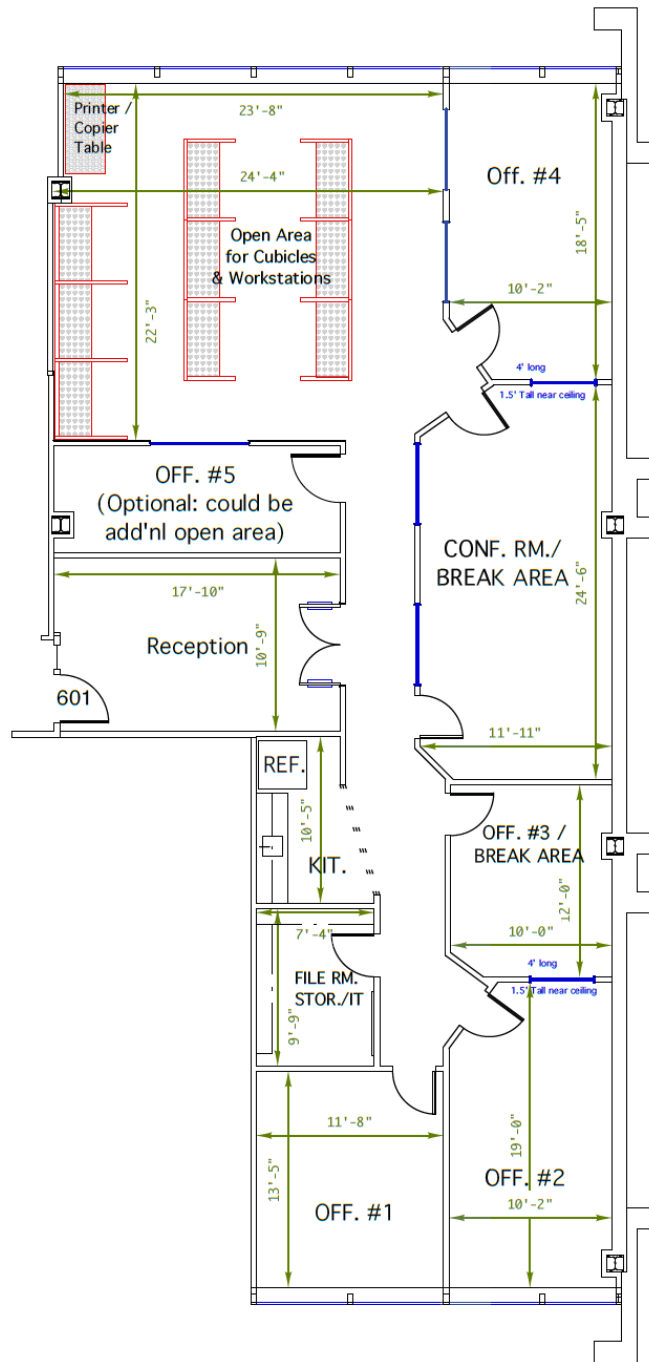 Printer /
Copier
Table
23'-8"
24'-4"
Open Area
for Cubicles
& Workstations
22'-3"
Off. #4
18'-5"
10'-2"
4' long
1.5' Tall near ceiling
OFF. #5
(Optional: could be
add'nl open area)
CONF. RM./
BREAK AREA
24'-6"
17'-10"
Reception
10'-9"
601
11'-11"
REF.
10'-5"
KIT.
OFF. #3 /
BREAK AREA
12'-0"
10'-0"
7'-4"
FILE RM.
STOR./IT
9'-9"
4' long
1.5' Tall near ceiling
11'-8"
13'-5"
OFF. #1
19'-0"
OFF. #2
10'-2"